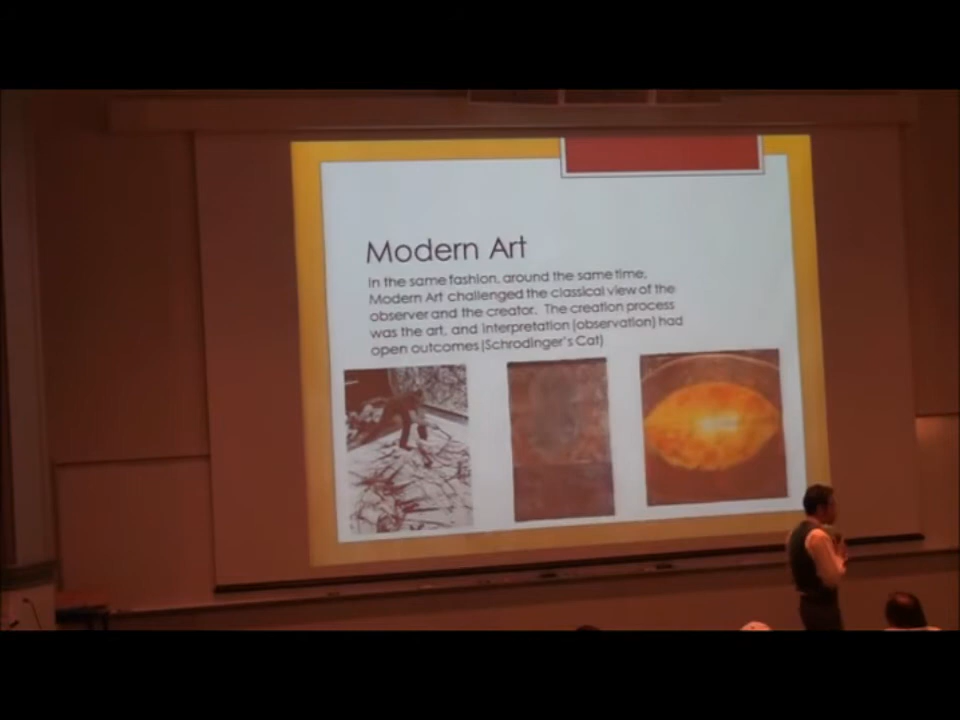 Modern Art
In the same fashion, around the same time,
Modern Art challenged the classical view of the
observer and the creator. The creation process
was the art, and interpretation (observation) had
open outcomes (Schrodinger's Cat)